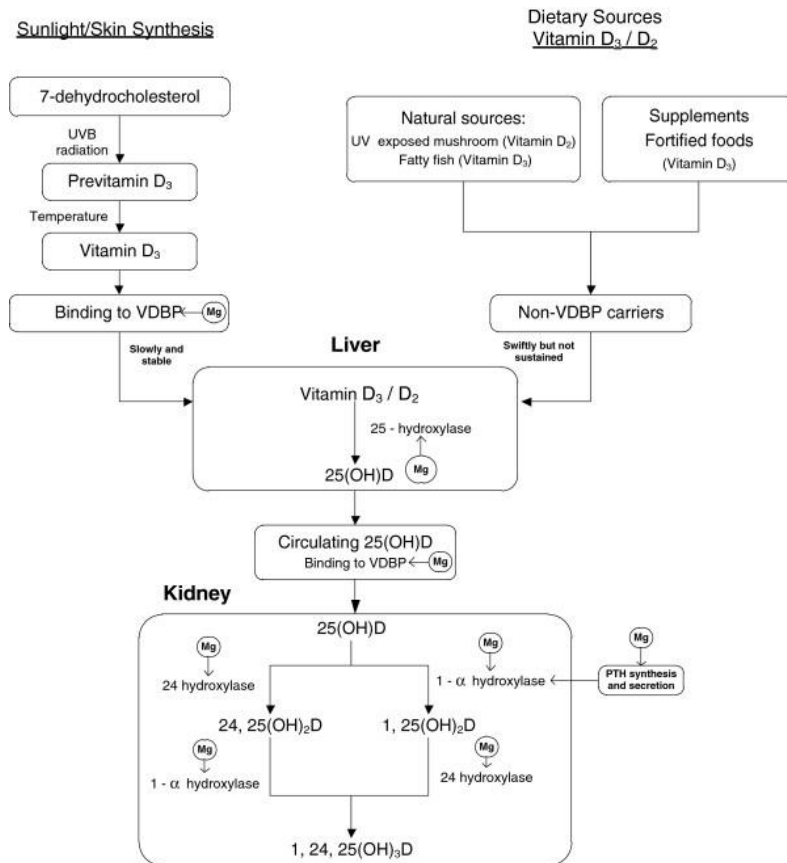 Sunlight/Skin Synthesis
Dietary Sources
Vitamin D₃ / D₂
7-dehydrocholesterol
UVB
radiation
Previtamin D₃
Temperature
Vitamin D₃
Binding to VDBP
Mg
Slowly and
stable
Natural sources:
UV exposed mushroom (Vitamin D₂)
Fatty fish (Vitamin D₃)
Supplements
Fortified foods
(Vitamin D₃)
Non-VDBP carriers
Swiftly but not
sustained
Liver
Vitamin D₃ / D₂
25 - hydroxylase
Mg
25(OH)D
Circulating 25(OH)D
Binding to VDBP
Mg
Kidney
25(OH)D
Mg
24 hydroxylase
Mg
1 - α hydroxylase
Mg
PTH synthesis
and secretion
24, 25(OH)₂D
1, 25(OH)₂D
Mg
1 - α hydroxylase
Mg
24 hydroxylase
1, 24, 25(OH)₃D